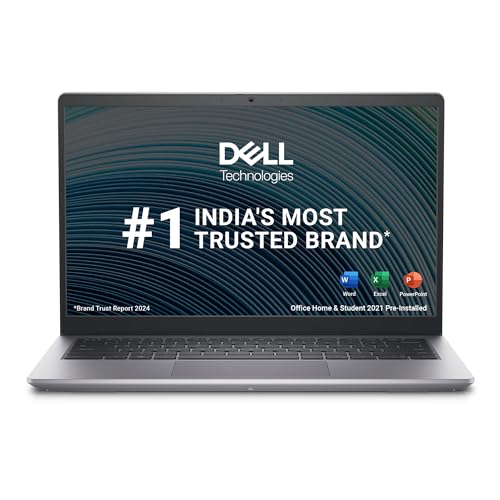 DELL
Technologies
#1 INDIA'S MOST
TRUSTED BRAND*
W X P
Word Excel PowerPoint
*Brand Trust Report 2024 Office Home & Student 2021 Pre-Installed